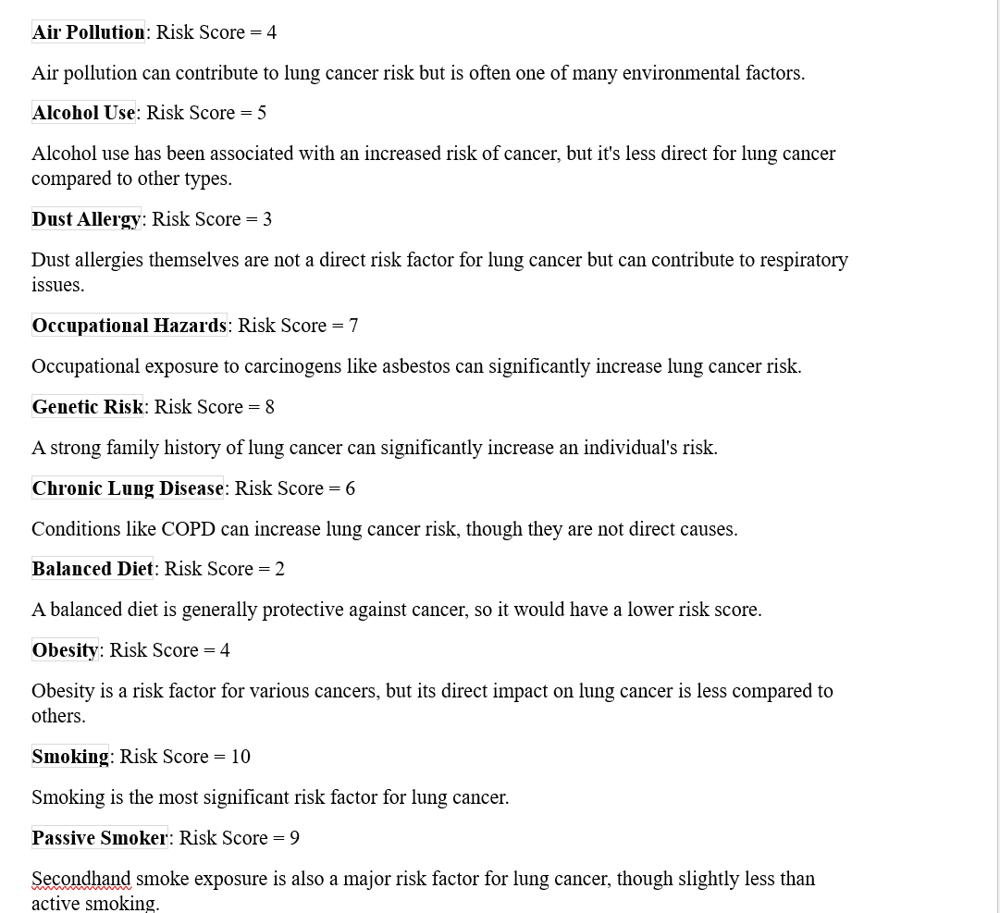 Air Pollution: Risk Score = 4
Air pollution can contribute to lung cancer risk but is often one of many environmental factors.
Alcohol Use: Risk Score = 5
Alcohol use has been associated with an increased risk of cancer, but it's less direct for lung cancer
compared to other types.
Dust Allergy: Risk Score = 3
Dust allergies themselves are not a direct risk factor for lung cancer but can contribute to respiratory
issues.
Occupational Hazards: Risk Score = 7
Occupational exposure to carcinogens like asbestos can significantly increase lung cancer risk.
Genetic Risk: Risk Score = 8
A strong family history of lung cancer can significantly increase an individual's risk.
Chronic Lung Disease: Risk Score = 6
Conditions like COPD can increase lung cancer risk, though they are not direct causes.
Balanced Diet: Risk Score = 2
A balanced diet is generally protective against cancer, so it would have a lower risk score.
Obesity: Risk Score = 4
Obesity is a risk factor for various cancers, but its direct impact on lung cancer is less compared to
others.
Smoking: Risk Score = 10
Smoking is the most significant risk factor for lung cancer.
Passive Smoker: Risk Score = 9
Secondhand smoke exposure is also a major risk factor for lung cancer, though slightly less than
active smoking.